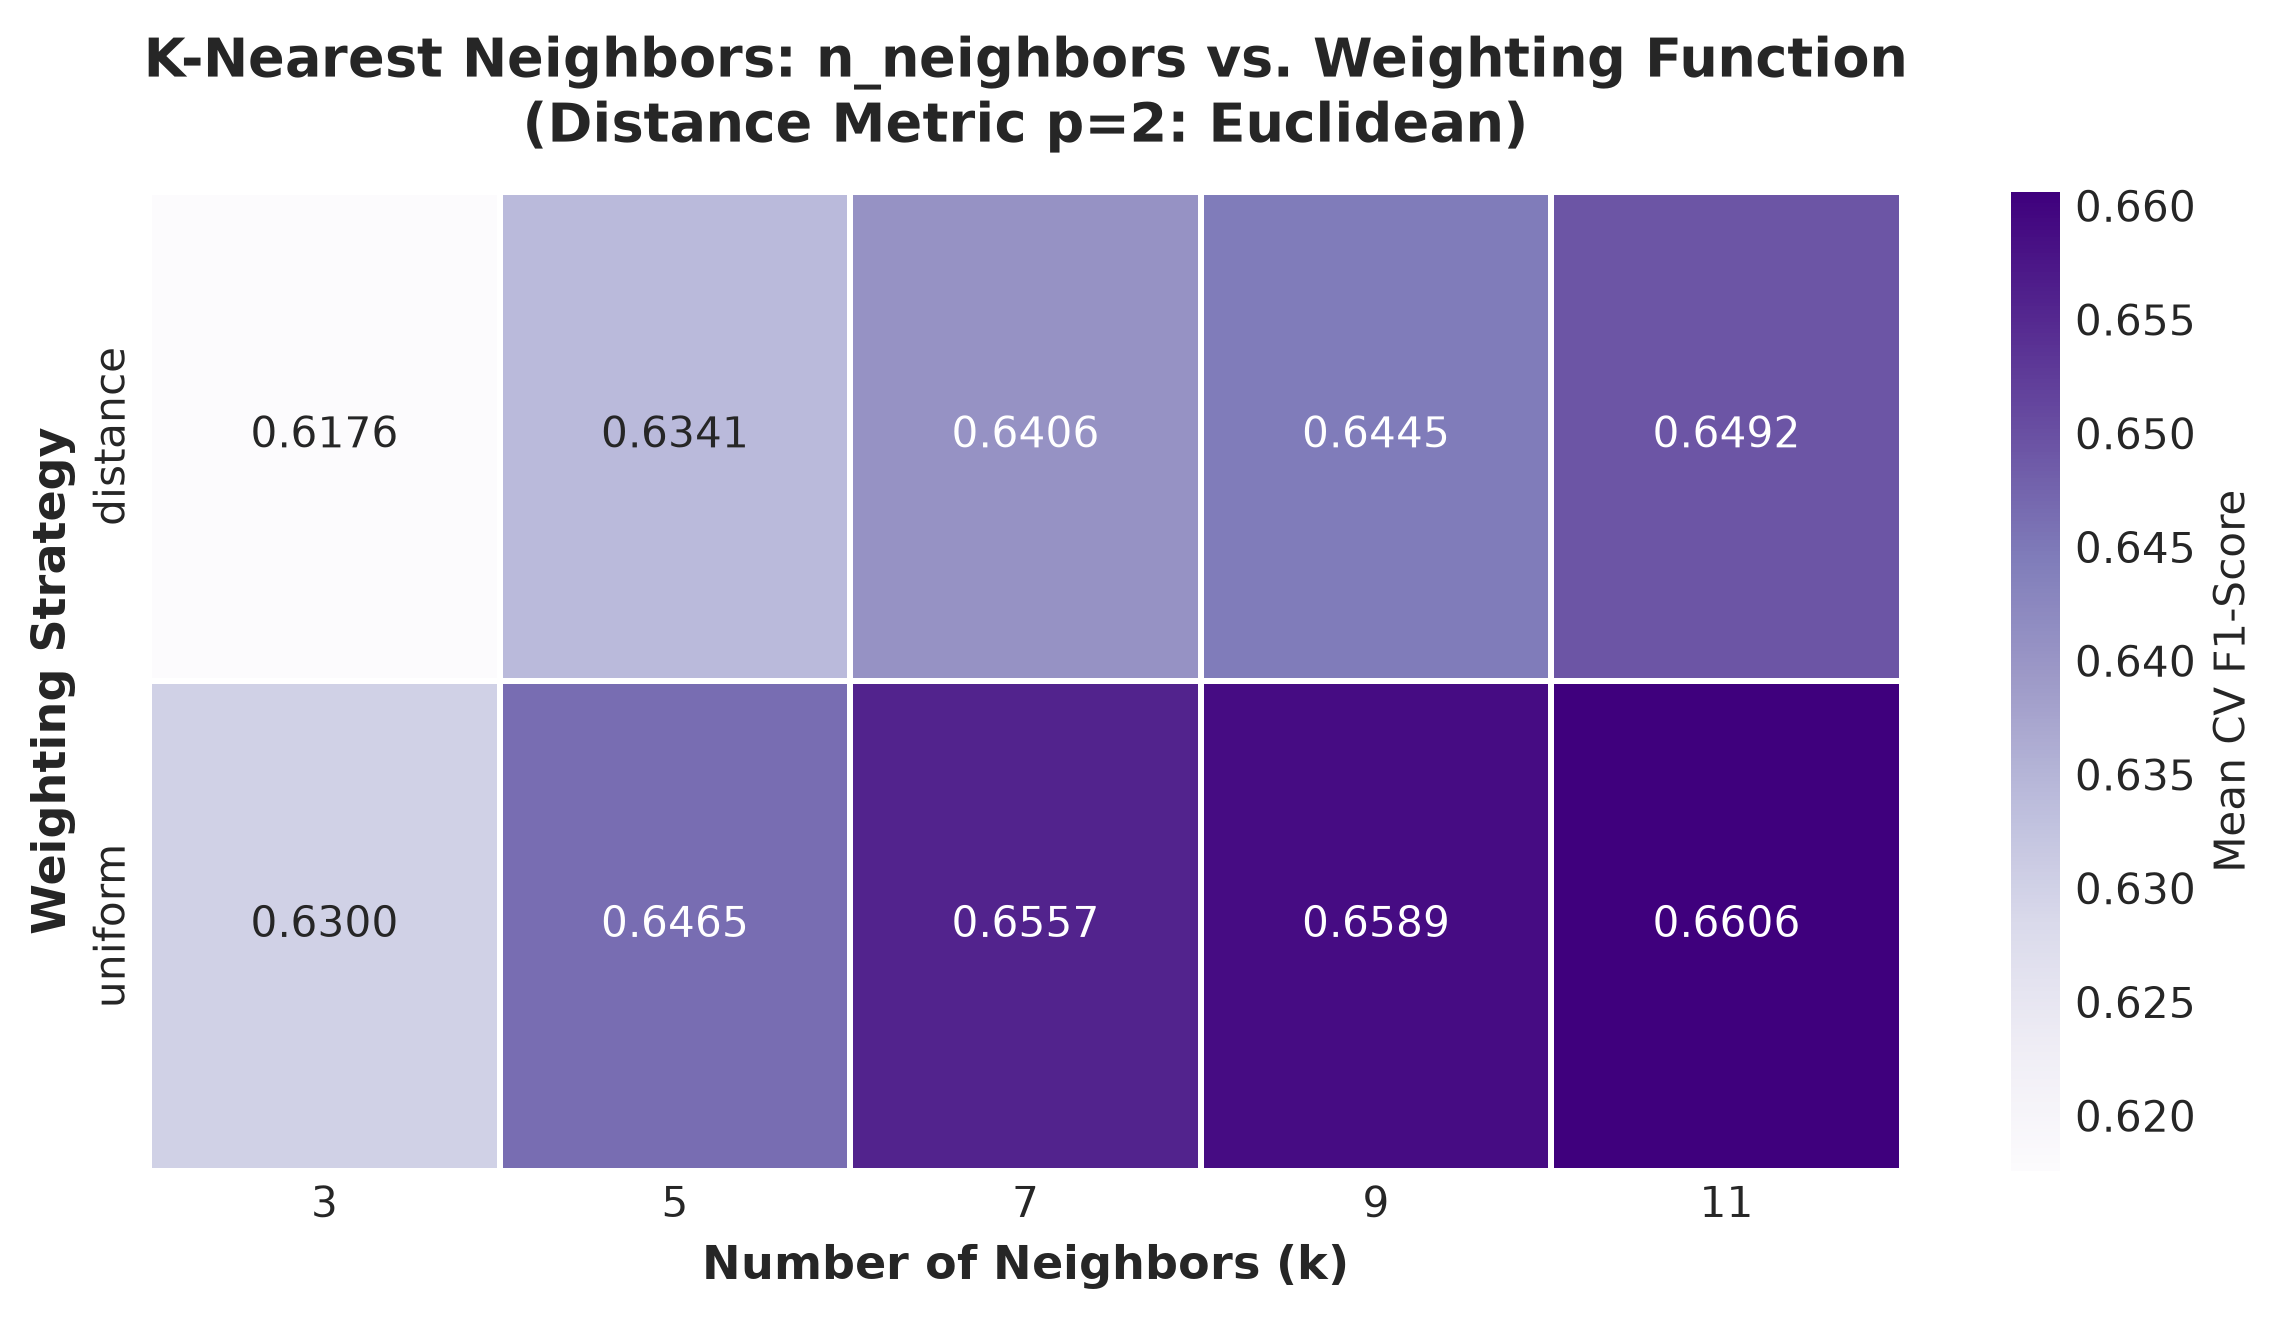 K-Nearest Neighbors: n_neighbors vs. Weighting Function
(Distance Metric p=2: Euclidean)
Weighting Strategy
distance
0.6176 0.6341 0.6406 0.6445 0.6492
uniform
0.6300 0.6465 0.6557 0.6589 0.6606
3 5 7 9 11
Number of Neighbors (k)
0.660
0.655
0.650
0.645
0.640
0.635
0.630
0.625
0.620
Mean CV F1-Score